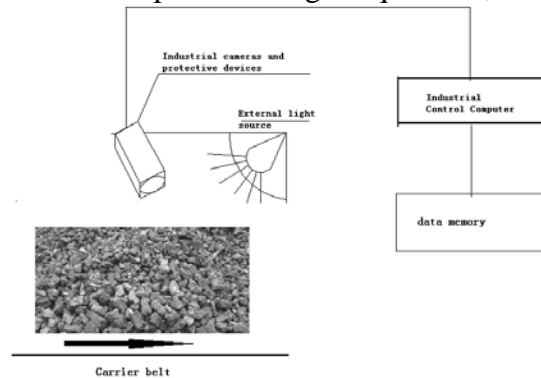 Industrial cameras and
protective devices
External light
source
Industrial
Control Computer
data memory
Carrier belt